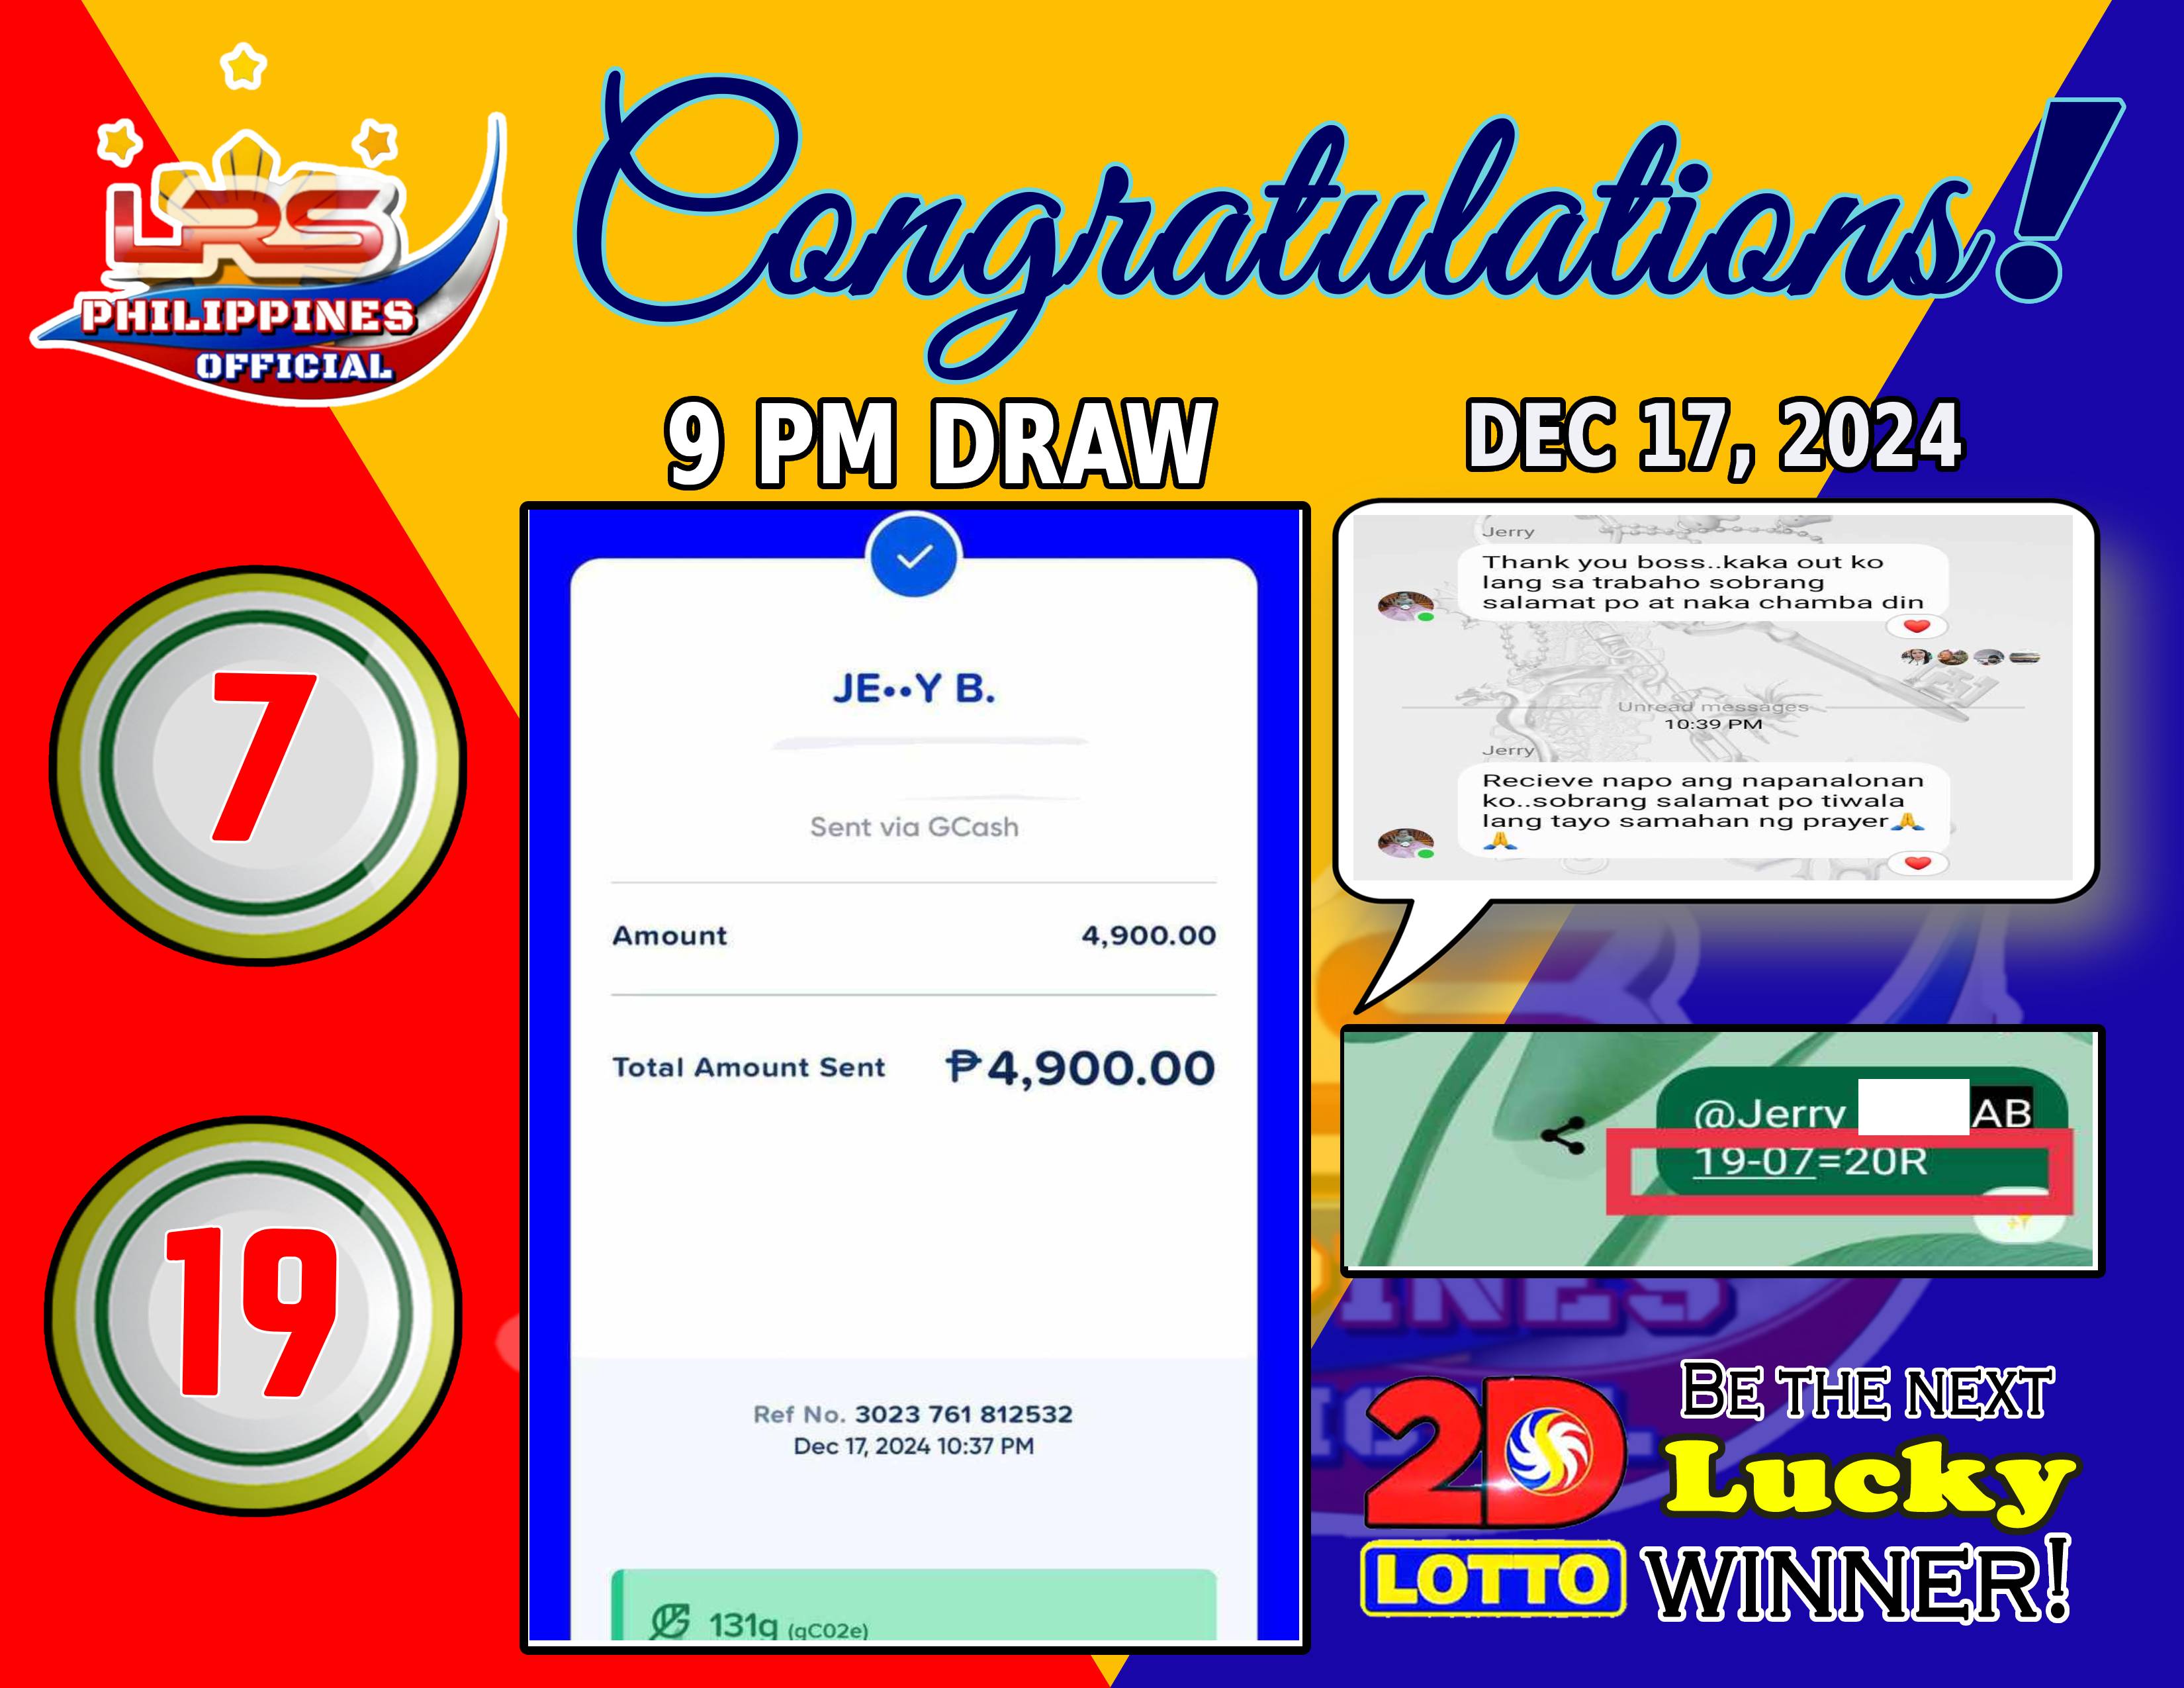 LRS
PHILIPPINES
OFFICIAL
Congratulations!
9 PM DRAW
DEC 17, 2024
7
19
JE••Y B.
Sent via GCash
Amount 4,900.00
Total Amount Sent ₱4,900.00
Ref No. 3023 761 812532
Dec 17, 2024 10:37 PM
131g (gC02e)
Jerry
Thank you boss..kaka out ko
lang sa trabaho sobrang
salamat po at naka chamba din
Unread messages
10:39 PM
Jerry
Recieve napo ang napanalonan
ko..sobrang salamat po tiwala
lang tayo samahan ng prayer🙏
🙏
@Jerry AB
19-07=20R
2D
LOTTO
BE THE NEXT
Lucky
WINNER!